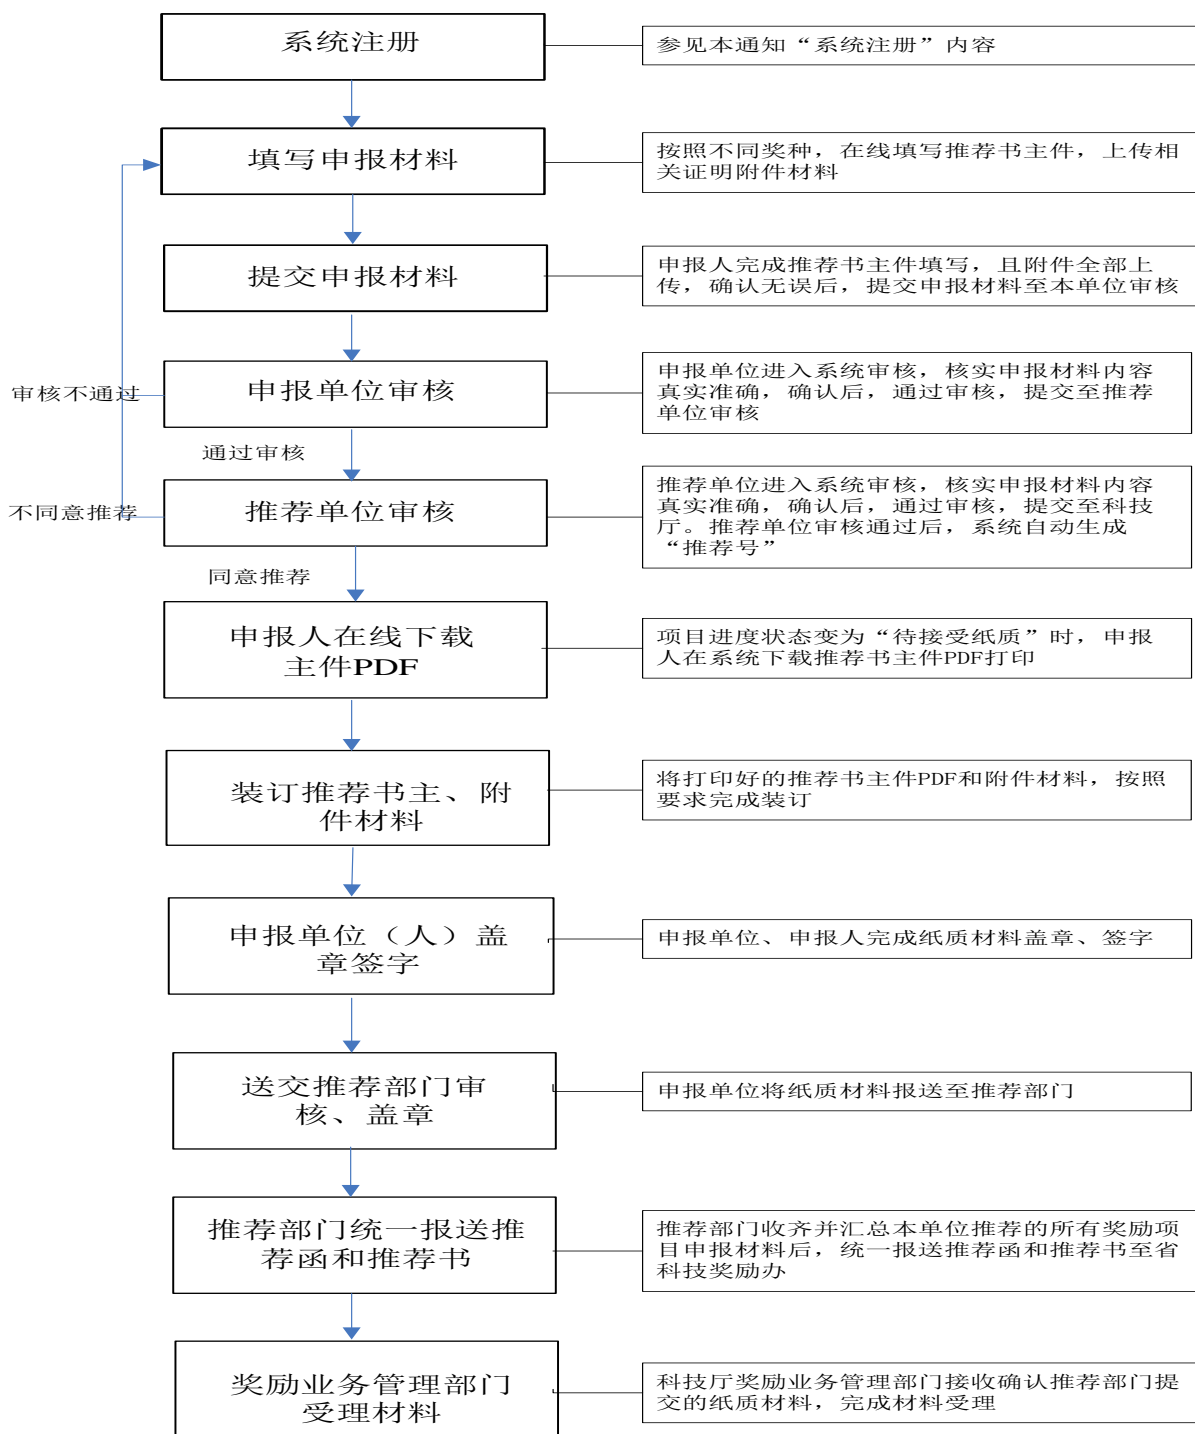 系统注册
参见本通知“系统注册”内容
填写申报材料
按照不同奖种，在线填写推荐书主件，上传相
关证明附件材料
提交申报材料
申报人完成推荐书主件填写，且附件全部上
传，确认无误后，提交申报材料至本单位审核
审核不通过
申报单位审核
申报单位进入系统审核，核实申报材料内容
真实准确，确认后，通过审核，提交至推荐
单位审核
通过审核
不同意推荐
推荐单位审核
推荐单位进入系统审核，核实申报材料内容
真实准确，确认后，通过审核，提交至科技
厅。推荐单位审核通过后，系统自动生成
“推荐号”
同意推荐
申报人在线下载
主件PDF
项目进度状态变为“待接受纸质”时，申报
人在系统下载推荐书主件PDF打印
装订推荐书主、附
件材料
将打印好的推荐书主件PDF和附件材料，按照
要求完成装订
申报单位（人）盖
章签字
申报单位、申报人完成纸质材料盖章、签字
送交推荐部门审
核、盖章
申报单位将纸质材料报送至推荐部门
推荐部门统一报送推
荐函和推荐书
推荐部门收齐并汇总本单位推荐的所有奖励项
目申报材料后，统一报送推荐函和推荐书至省
科技奖励办
奖励业务管理部门
受理材料
科技厅奖励业务管理部门接收确认推荐部门提
交的纸质材料，完成材料受理